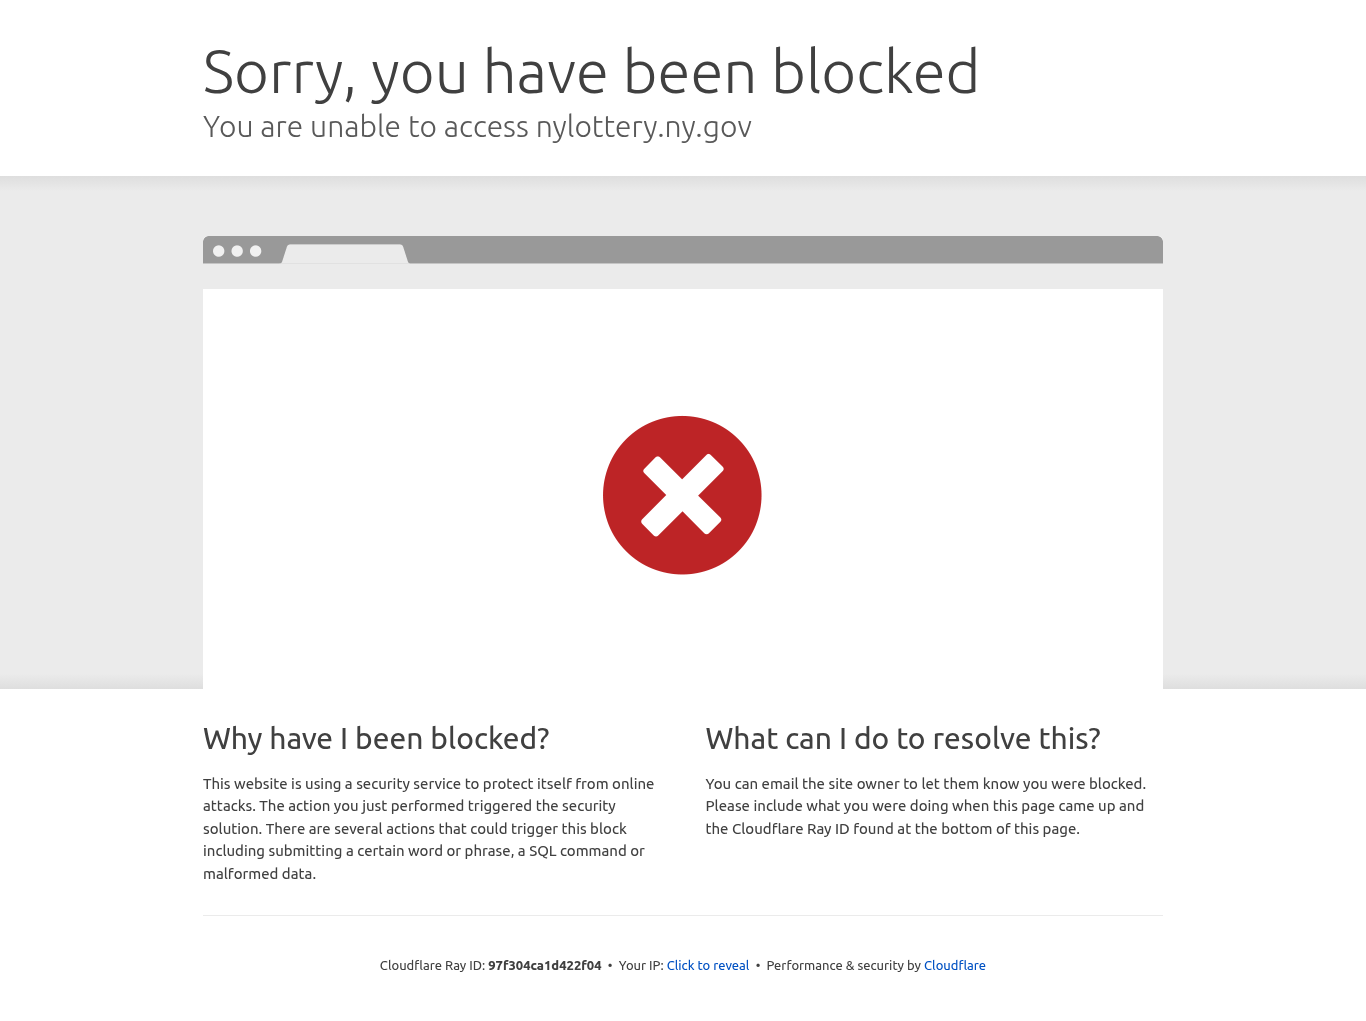 Sorry, you have been blocked
You are unable to access nylottery.ny.gov
Why have I been blocked?
This website is using a security service to protect itself from online
attacks. The action you just performed triggered the security
solution. There are several actions that could trigger this block
including submitting a certain word or phrase, a SQL command or
malformed data.
What can I do to resolve this?
You can email the site owner to let them know you were blocked.
Please include what you were doing when this page came up and
the Cloudflare Ray ID found at the bottom of this page.
Cloudflare Ray ID: 97f304ca1d422f04 • Your IP: Click to reveal • Performance & security by Cloudflare